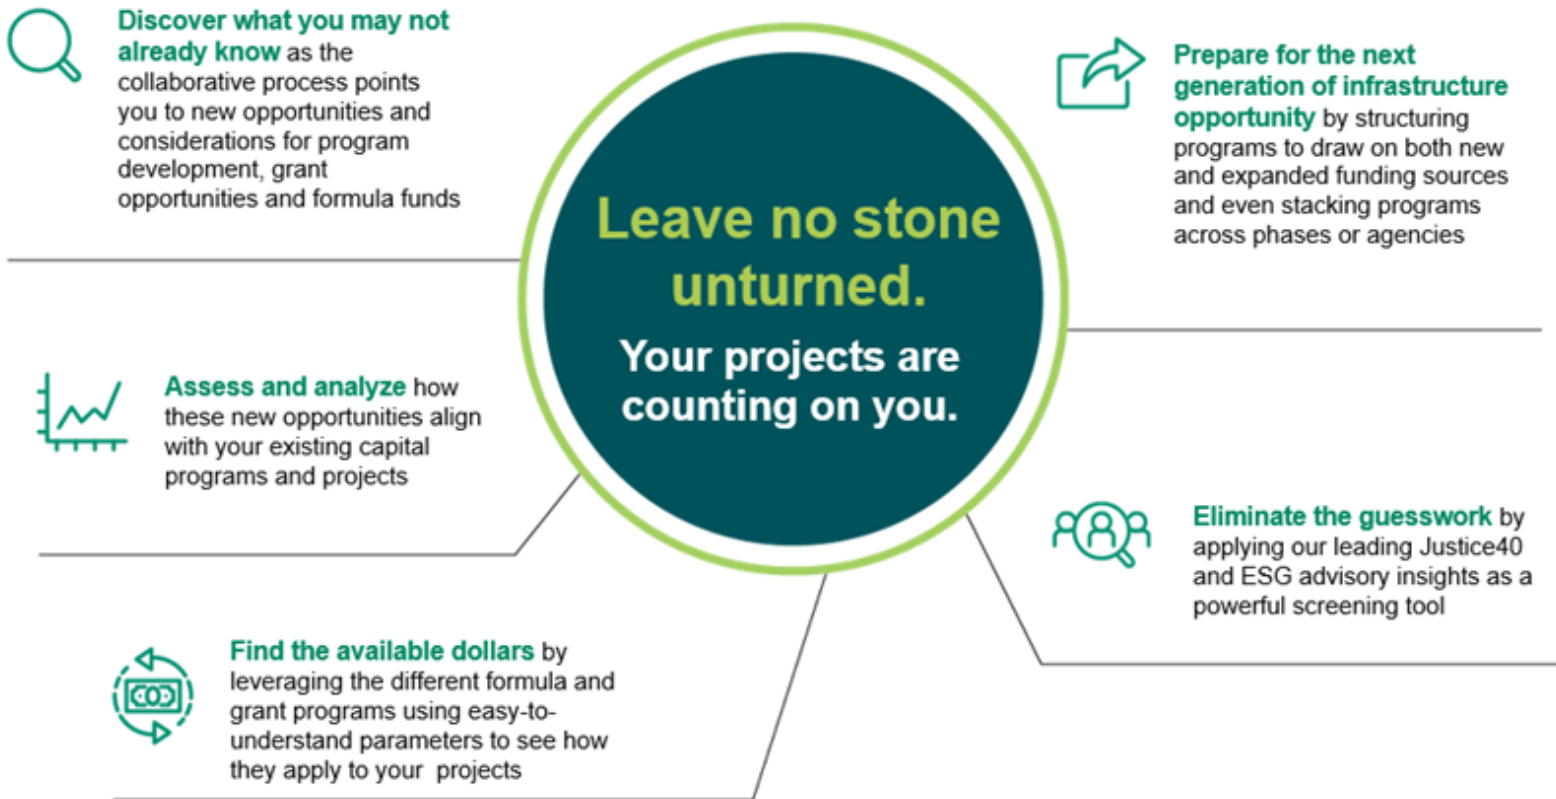 Discover what you may not
already know as the
collaborative process points
you to new opportunities and
considerations for program
development, grant
opportunities and formula funds
Assess and analyze how
these new opportunities align
with your existing capital
programs and projects
Find the available dollars by
leveraging the different formula and
grant programs using easy-to-
understand parameters to see how
they apply to your projects
Leave no stone
unturned.
Your projects are
counting on you.
Prepare for the next
generation of infrastructure
opportunity by structuring
programs to draw on both new
and expanded funding sources
and even stacking programs
across phases or agencies
Eliminate the guesswork by
applying our leading Justice40
and ESG advisory insights as a
powerful screening tool